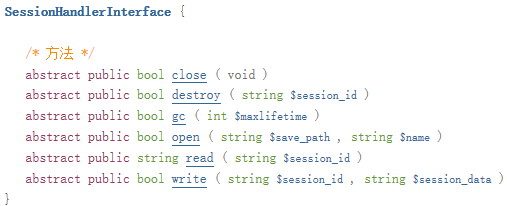 SessionHandlerInterface {
/* 方法 */
abstract public bool close ( void )
abstract public bool destroy ( string $session_id )
abstract public bool gc ( int $maxlifetime )
abstract public bool open ( string $save_path , string $name )
abstract public string read ( string $session_id )
abstract public bool write ( string $session_id , string $session_data )
}